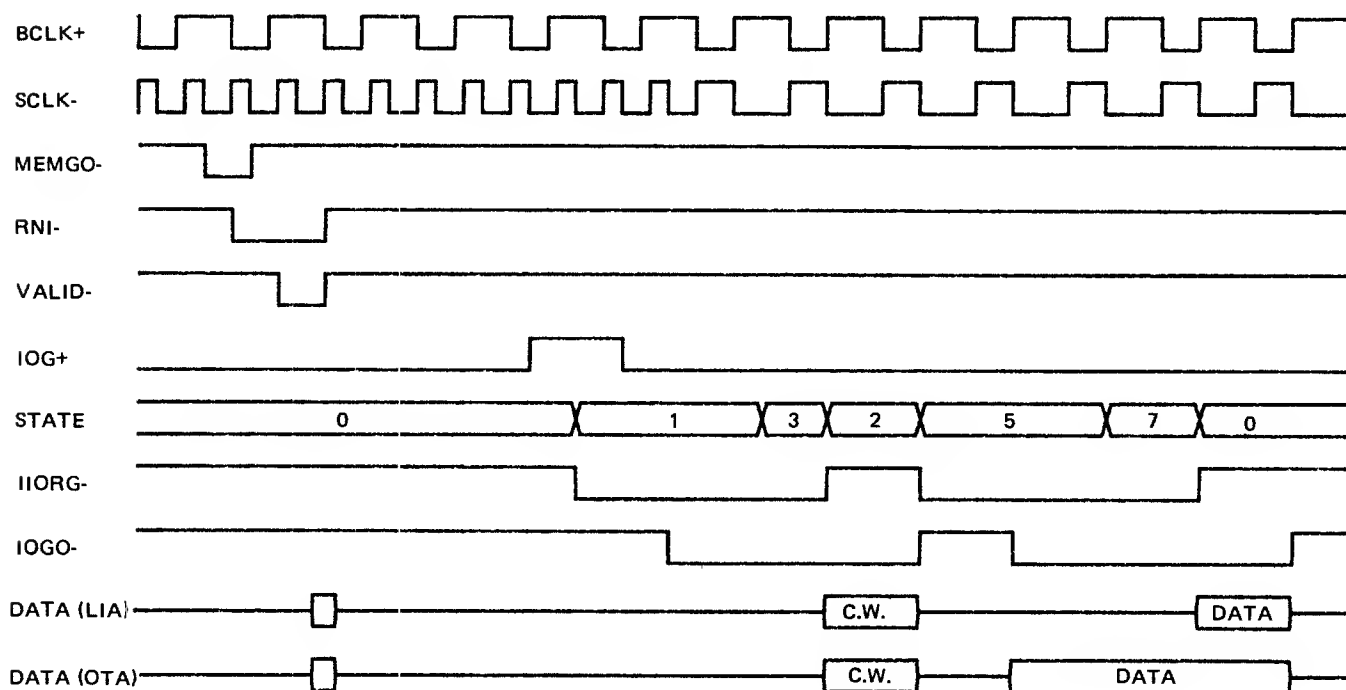 BCLK+
SCLK-
MEMGO-
RNI-
VALID-
IOG+
STATE 0 1 3 2 5 7 0
IIORG-
IOGO-
DATA (LIA) C.W. DATA
DATA (OTA) C.W. DATA